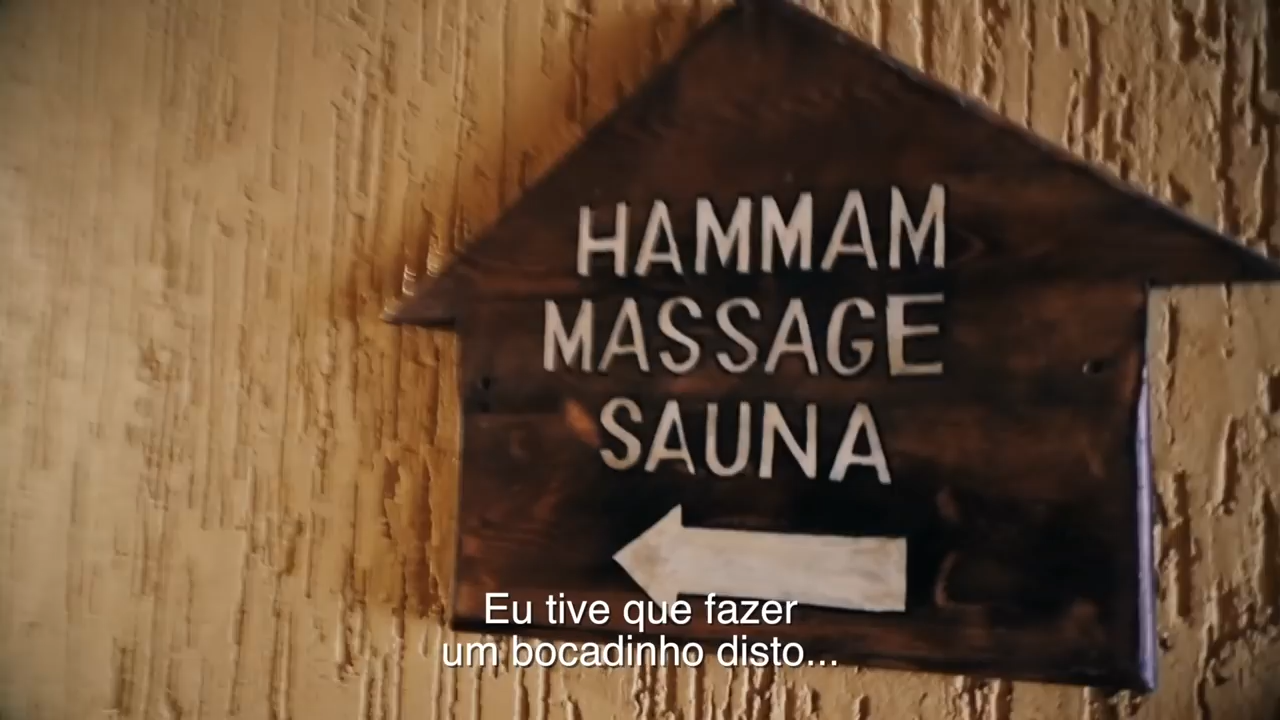 HAMMAM
MASSAGE
SAUNA
Eu tive que fazer
um bocadinho disto...